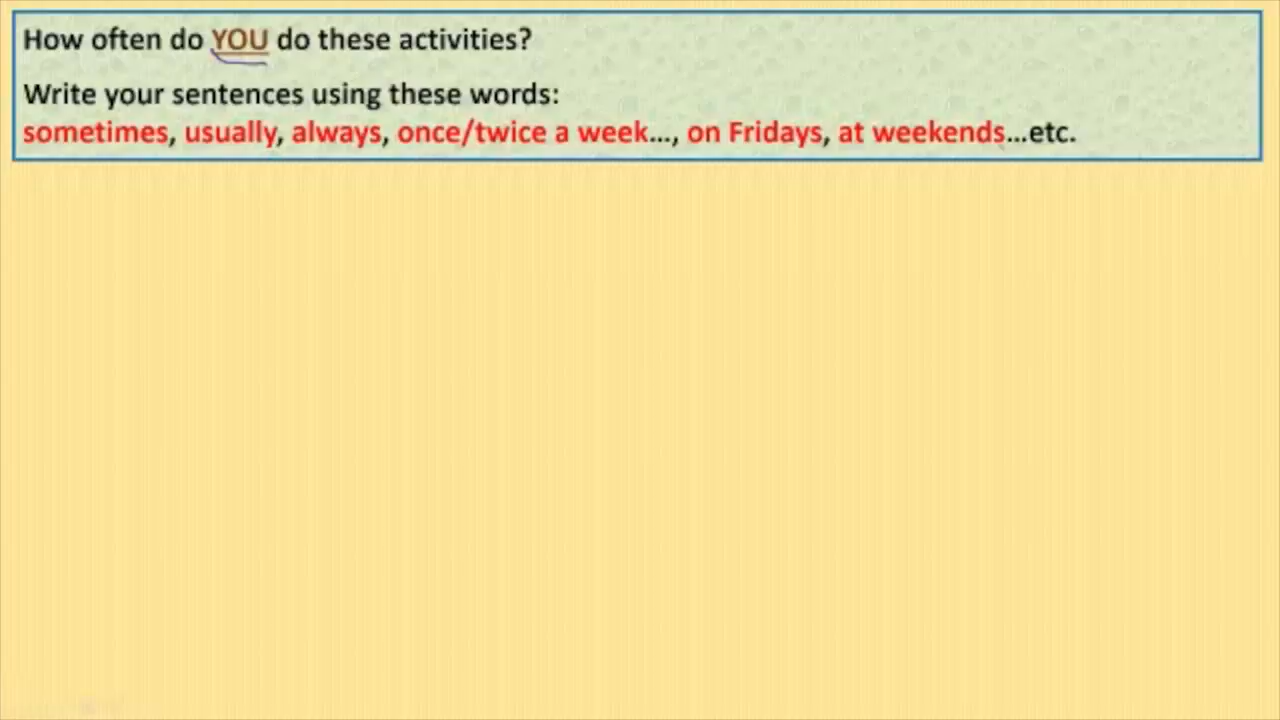 How often do YOU do these activities?
Write your sentences using these words:
sometimes, usually, always, once/twice a week..., on Fridays, at weekends...etc.